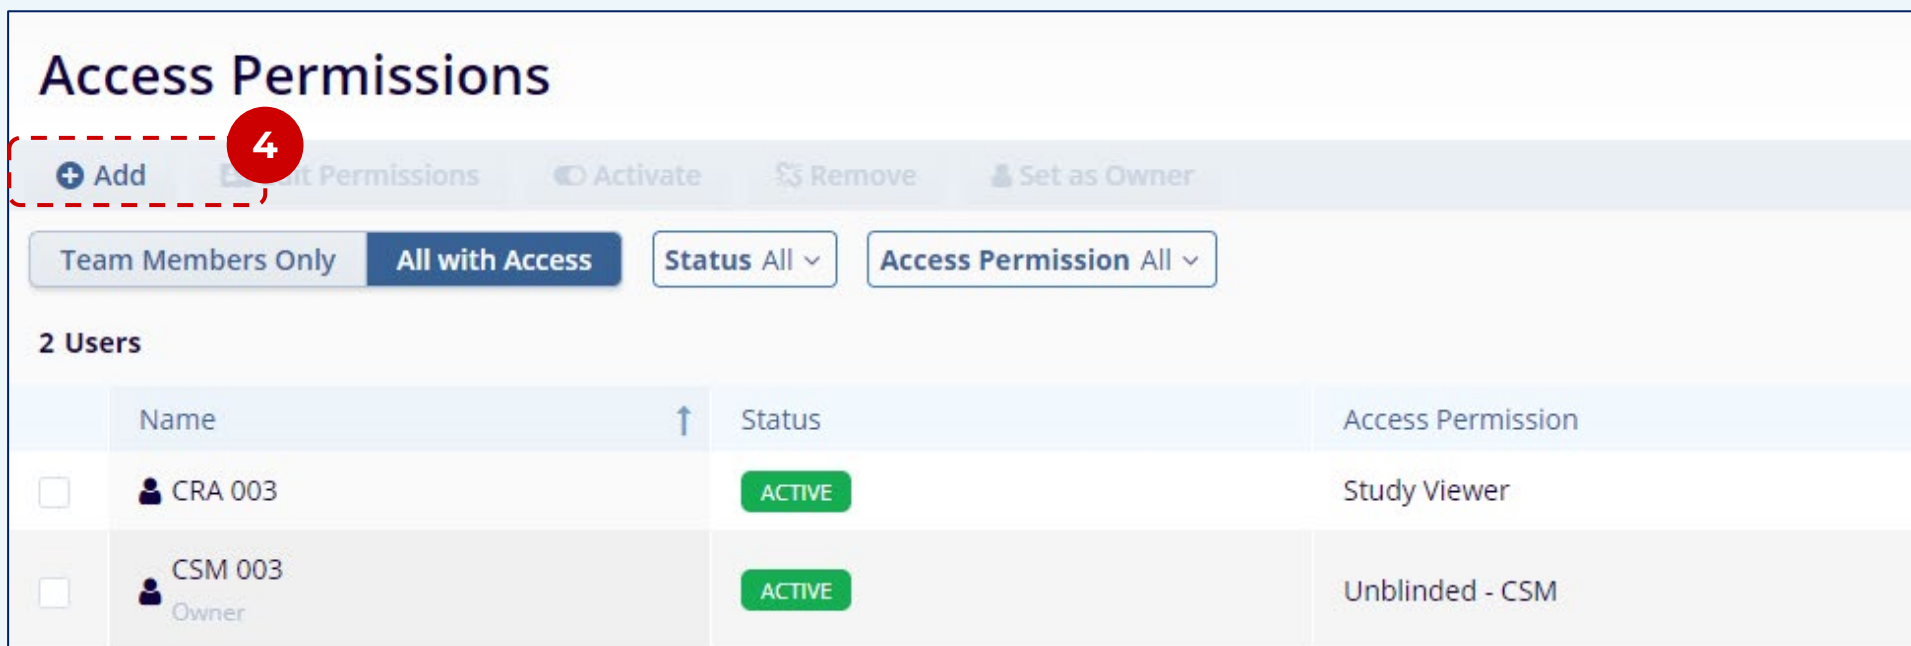 Access Permissions
4
Add Edit Permissions Activate Remove Set as Owner
Team Members Only All with Access Status All Access Permission All
2 Users
Name Status Access Permission
CRA 003 ACTIVE Study Viewer
CSM 003 ACTIVE Unblinded - CSM
Owner